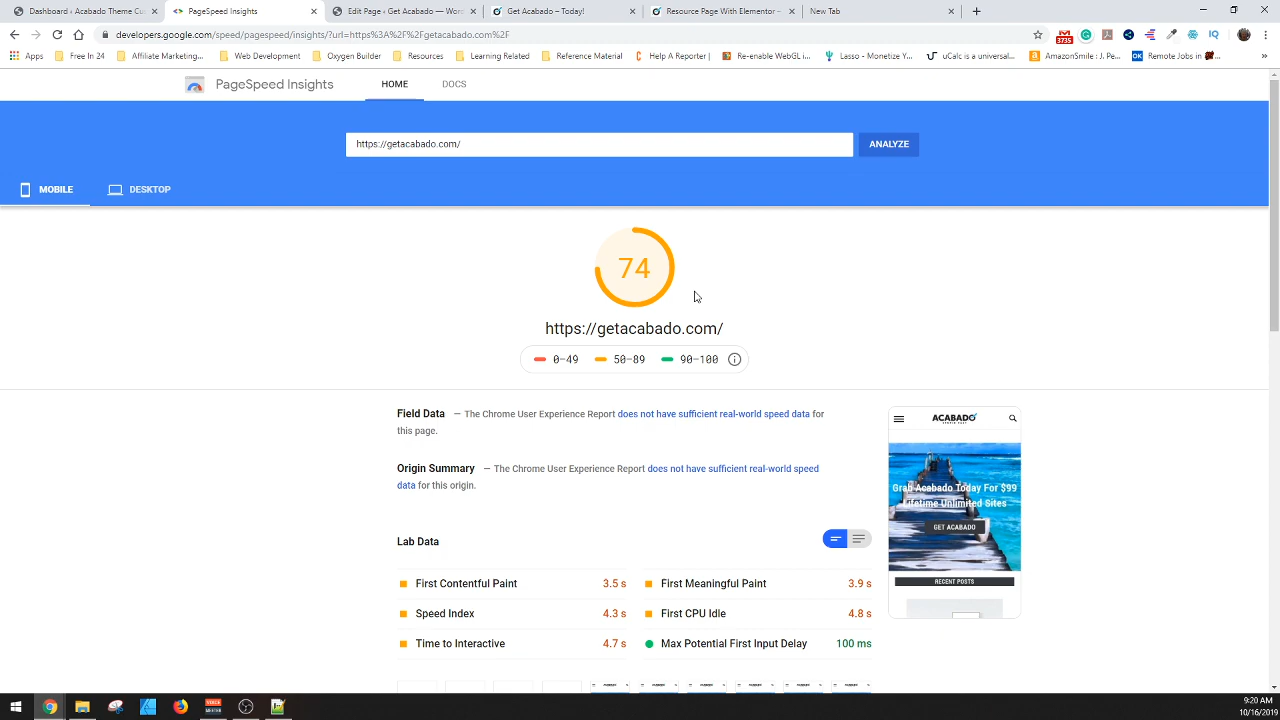 Dashboard ‹ Acabado Theme Cu
PageSpeed Insights
Edit Page ‹ Get Acabado — Wor
Get Acabado – Today!
Resource Page With Elementor –
New Tab
developers.google.com/speed/pagespeed/insights/?url=https%3A%2F%2Fgetacabado.com%2F
3735
IQ
Apps
Free In 24
Affiliate Marketing...
Web Development
Oxygen
Resources
Learning Related
Reference Material
Help A Reporter |
Re-enable WebGL i...
Lasso - Monetize Y...
uCalc is a universal...
AmazonSmile : J. Pe...
OK
Remote Jobs in
»
PageSpeed Insights
HOME
DOCS
https://getacabado.com/
ANALYZE
MOBILE
DESKTOP
74
https://getacabado.com/
0–49
50–89
90–100
Field Data — The Chrome User Experience Report does not have sufficient real-world speed data for
this page.
Origin Summary — The Chrome User Experience Report does not have sufficient real-world speed
data for this origin.
ACABADO
Grab Acabado Today For $99
Lifetime Unlimited Sites
GET ACABADO
RECENT POSTS
Lab Data
First Contentful Paint 3.5 s
First Meaningful Paint 3.9 s
Speed Index 4.3 s
First CPU Idle 4.8 s
Time to Interactive 4.7 s
Max Potential First Input Delay 100 ms
9:20 AM
10/16/2019